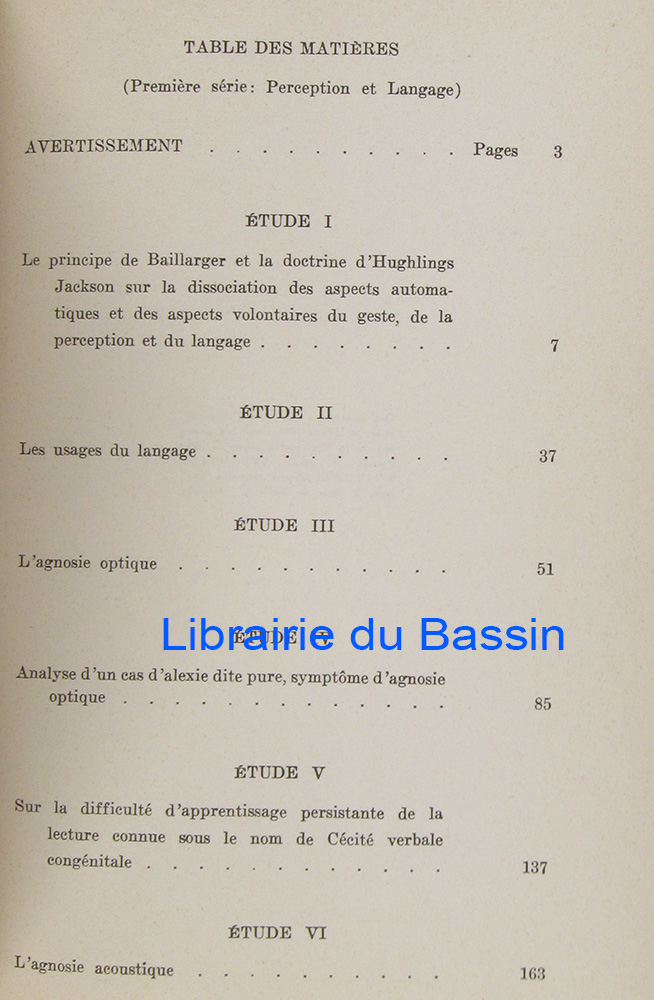 TABLE DES MATIÈRES
(Première série: Perception et Langage)
AVERTISSEMENT . . . . . . . . . . Pages 3
ÉTUDE I
Le principe de Baillarger et la doctrine d'Hughlings
Jackson sur la dissociation des aspects automa-
tiques et des aspects volontaires du geste, de la
perception et du langage . . . . . . . . 7
ÉTUDE II
Les usages du langage . . . . . . . . . . 37
ÉTUDE III
L'agnosie optique . . . . . . . . . . . 51
Librairie du Bassin
ÉTUDE
Analyse d'un cas d'alexie dite pure, symptôme d'agnosie
optique . . . . . . . . . . . . . 85
ÉTUDE V
Sur la difficulté d'apprentissage persistante de la
lecture connue sous le nom de Cécité verbale
congénitale . . . . . . . . . . . . 137
ÉTUDE VI
L'agnosie acoustique . . . . . . . . . . 163